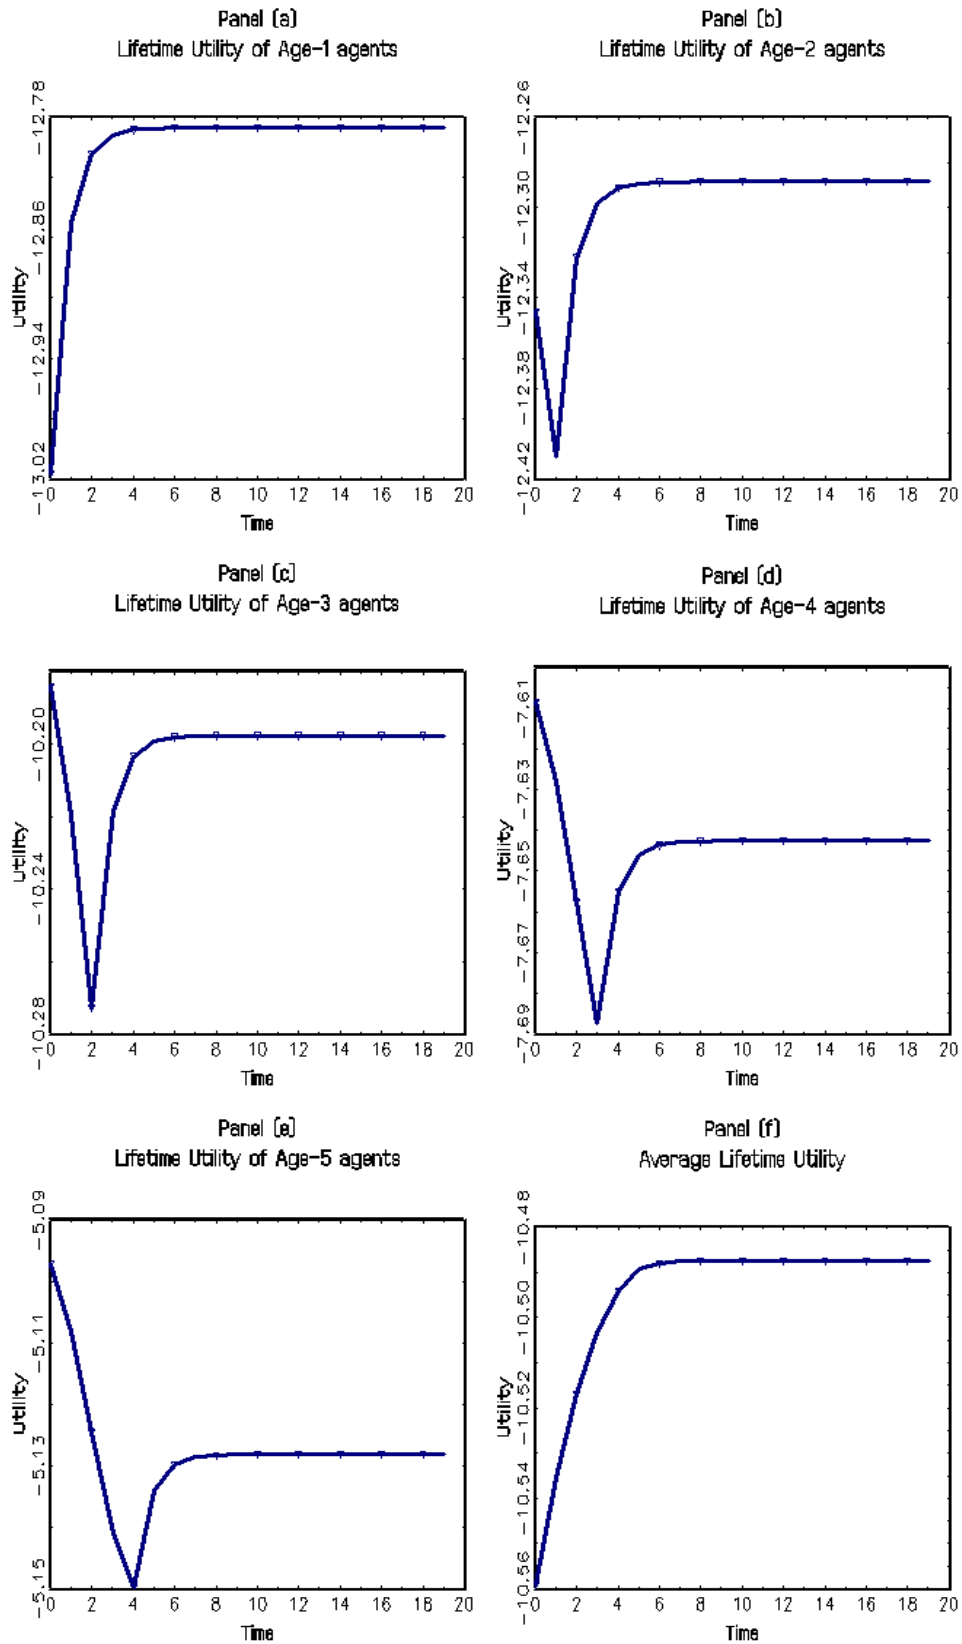 Panel (a)
Lifetime Utility of Age-1 agents
Utility
-13.02 -12.94 -12.86 -12.78
0 2 4 6 8 10 12 14 16 18 20
Time
Panel (b)
Lifetime Utility of Age-2 agents
Utility
-12.42 -12.38 -12.34 -12.30 -12.26
0 2 4 6 8 10 12 14 16 18 20
Time
Panel (c)
Lifetime Utility of Age-3 agents
Utility
-10.28 -10.24 -10.20
0 2 4 6 8 10 12 14 16 18 20
Time
Panel (d)
Lifetime Utility of Age-4 agents
Utility
-7.69 -7.67 -7.65 -7.63 -7.61
0 2 4 6 8 10 12 14 16 18 20
Time
Panel (e)
Lifetime Utility of Age-5 agents
Utility
-5.15 -5.13 -5.11 -5.09
0 2 4 6 8 10 12 14 16 18 20
Time
Panel (f)
Average Lifetime Utility
Utility
-10.56 -10.54 -10.52 -10.50 -10.48
0 2 4 6 8 10 12 14 16 18 20
Time